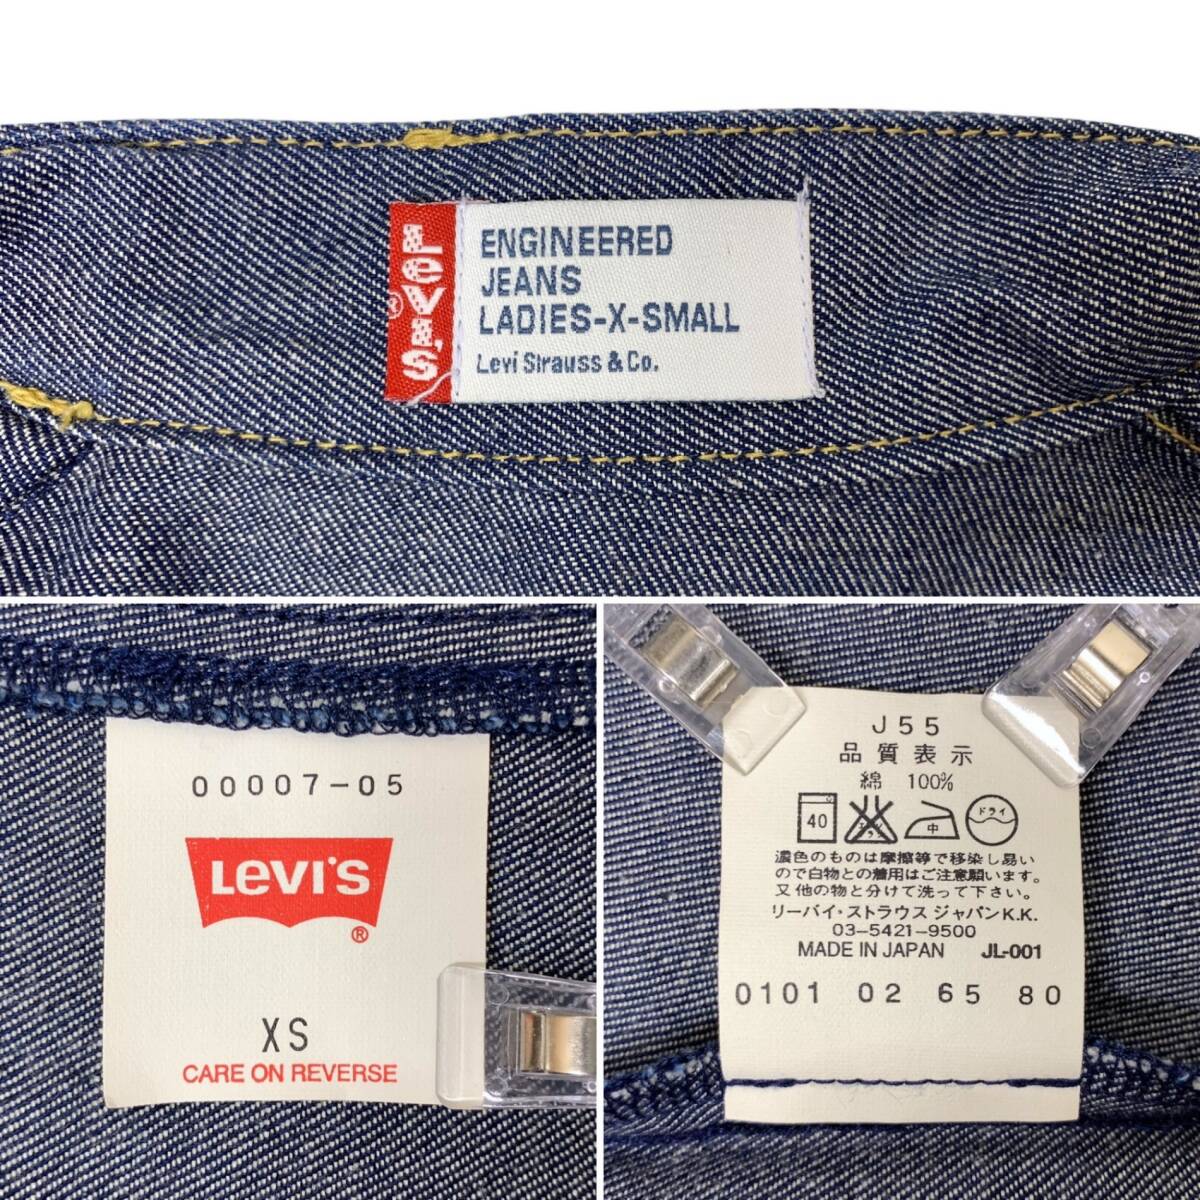 LEVI'S®
ENGINEERED
JEANS
LADIES-X-SMALL
Levi Strauss & Co.
00007-05
LEVI'S
®
XS
CARE ON REVERSE
J55
品質表示
綿 100%
40 中 ドライ
濃色のものは摩擦等で移染し易い
ので白物との着用はご注意願います。
又他の物と分けて洗って下さい。
リーバイ・ストラウス ジャパンK.K.
03-5421-9500
MADE IN JAPAN JL-001
0101 02 65 80